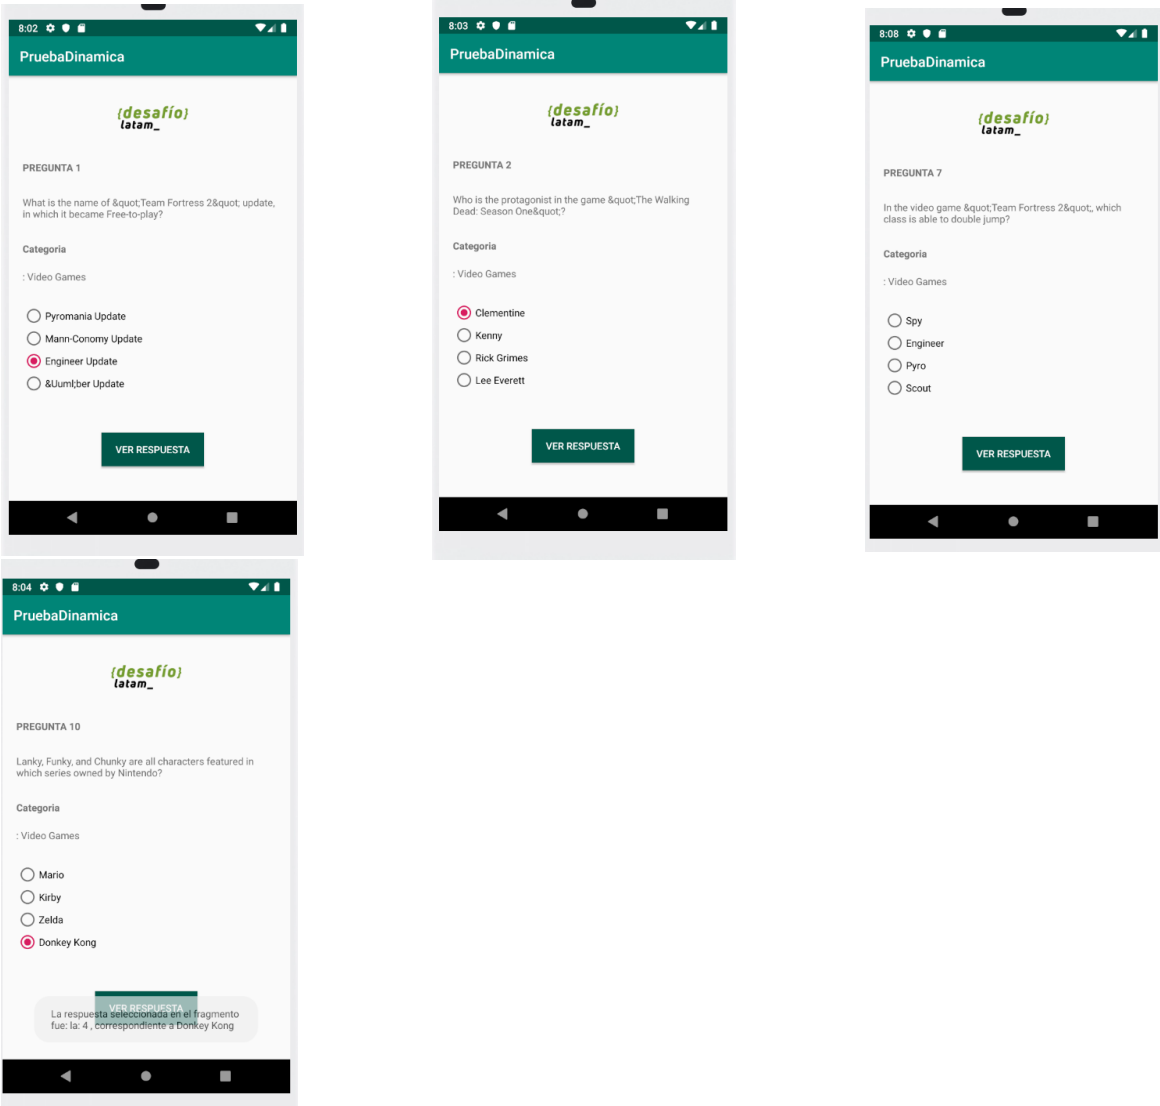 8:02
PruebaDinamica
{desafío}
latam_
PREGUNTA 1
What is the name of &quot;Team Fortress 2&quot; update,
in which it became Free-to-play?
Categoria
: Video Games
Pyromania Update
Mann-Conomy Update
Engineer Update
&Uuml;ber Update
VER RESPUESTA
8:03
PruebaDinamica
{desafío}
latam_
PREGUNTA 2
Who is the protagonist in the game &quot;The Walking
Dead: Season One&quot;?
Categoria
: Video Games
Clementine
Kenny
Rick Grimes
Lee Everett
VER RESPUESTA
8:08
PruebaDinamica
{desafío}
latam_
PREGUNTA 7
In the video game &quot;Team Fortress 2&quot;, which
class is able to double jump?
Categoria
: Video Games
Spy
Engineer
Pyro
Scout
VER RESPUESTA
8:04
PruebaDinamica
{desafío}
latam_
PREGUNTA 10
Lanky, Funky, and Chunky are all characters featured in
which series owned by Nintendo?
Categoria
: Video Games
Mario
Kirby
Zelda
Donkey Kong
VER RESPUESTA
La respuesta seleccionada en el fragmento
fue: la: 4 , correspondiente a Donkey Kong